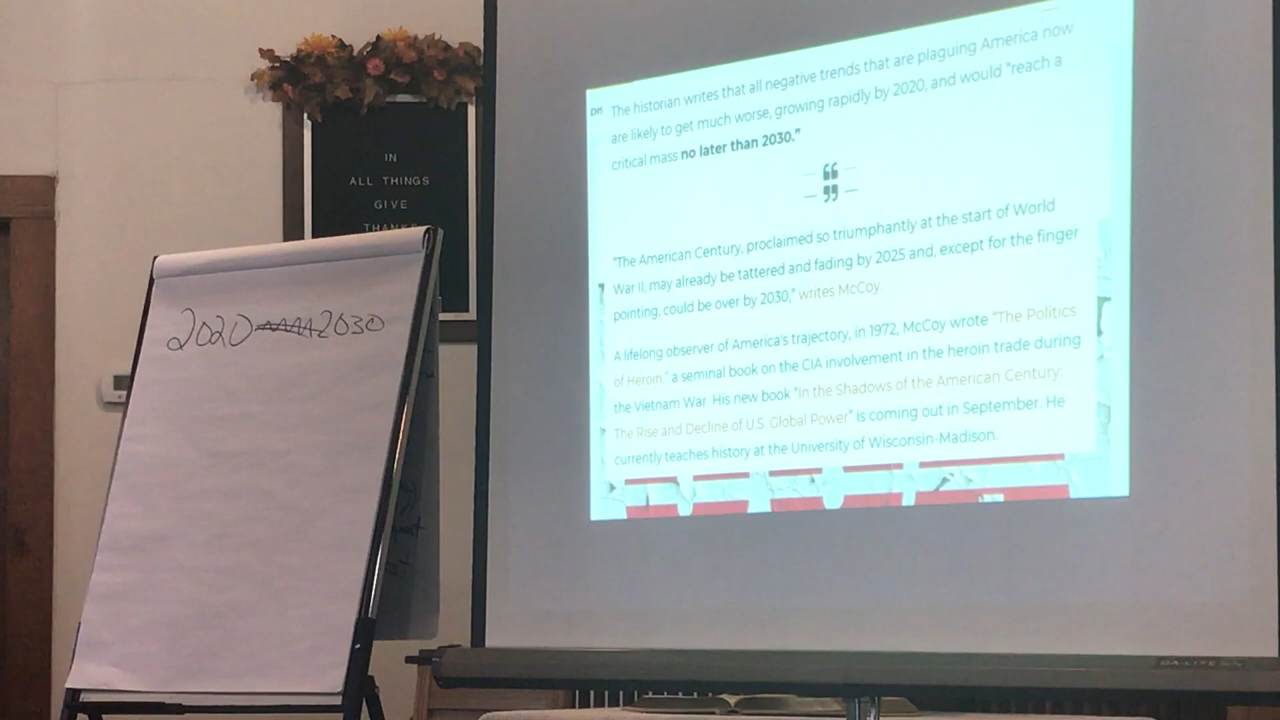 IN
ALL THINGS
GIVE
THANKS
2020 2030
The historian writes that all negative trends that are plaguing America now
are likely to get much worse, growing rapidly by 2020, and would "reach a
critical mass no later than 2030."
"The American Century, proclaimed so triumphantly at the start of World
War II, may already be tattered and fading by 2025 and, except for the finger
pointing, could be over by 2030," writes McCoy.
A lifelong observer of America's trajectory, in 1972, McCoy wrote "The Politics
of Heroin," a seminal book on the CIA involvement in the heroin trade during
the Vietnam War. His new book "In the Shadows of the American Century:
The Rise and Decline of U.S. Global Power" is coming out in September. He
currently teaches history at the University of Wisconsin-Madison.
DA-LITE